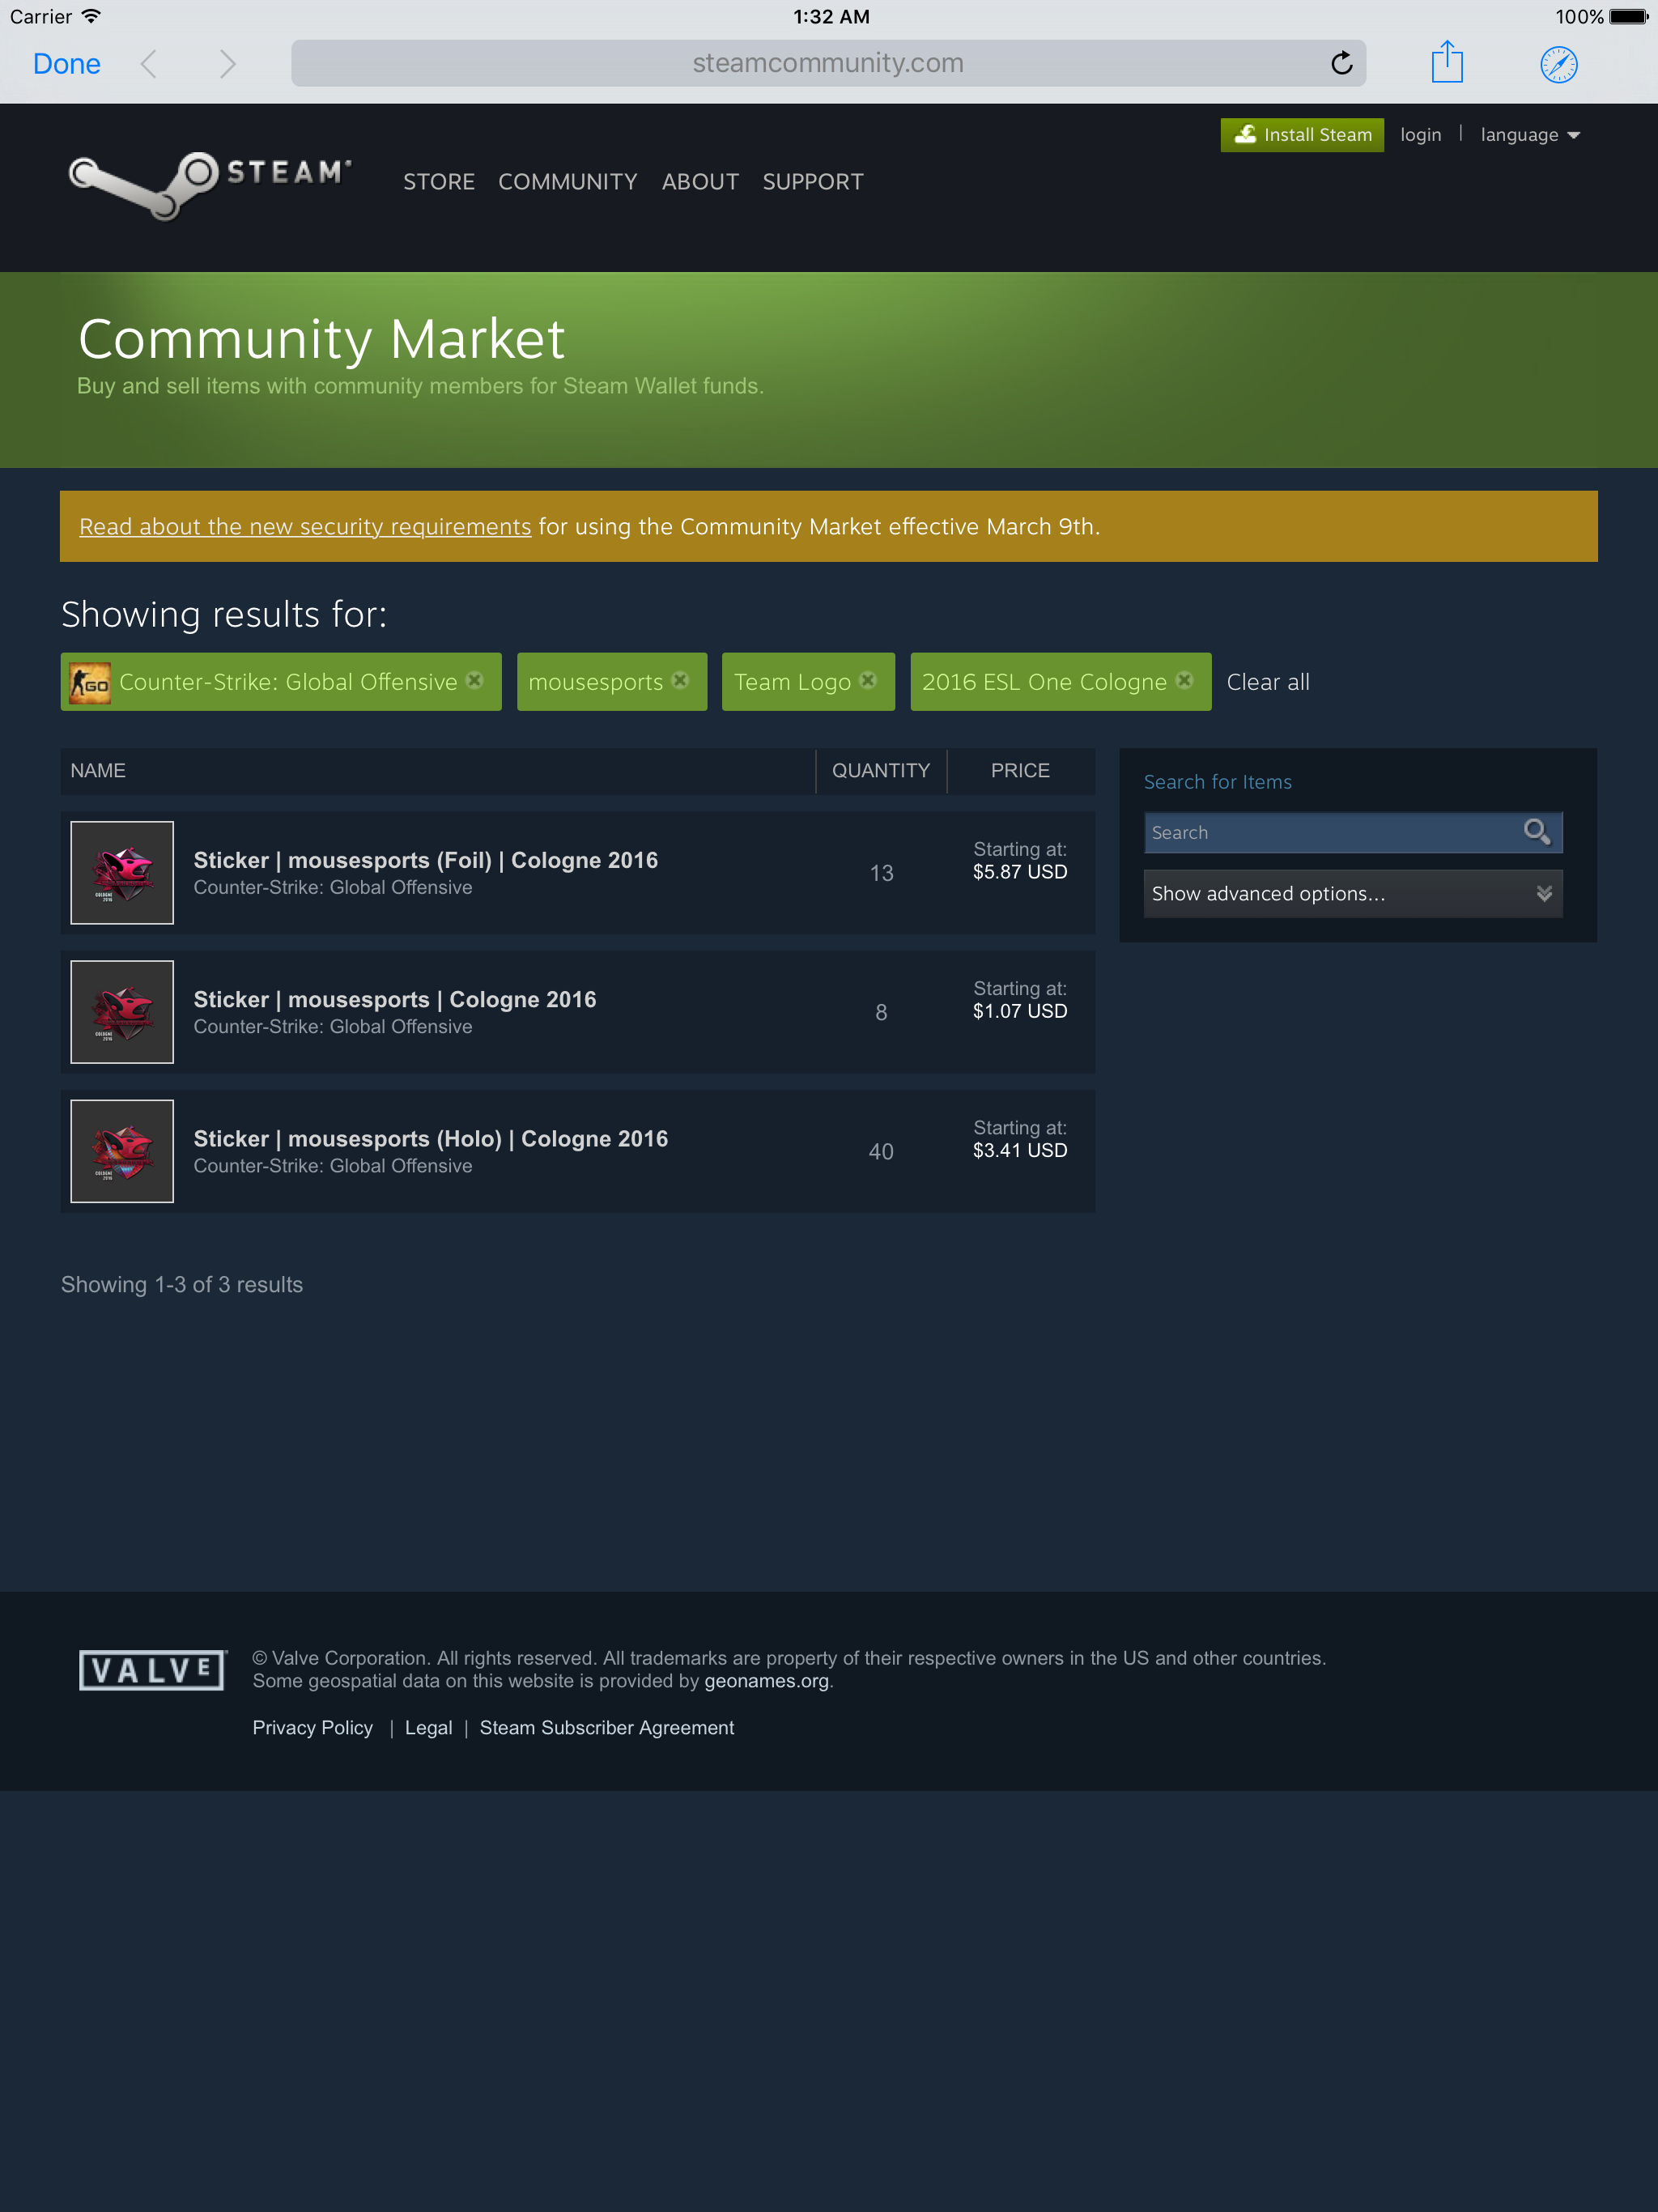 Carrier 1:32 AM 100%
Done steamcommunity.com
Install Steam login | language
STEAM® STORE COMMUNITY ABOUT SUPPORT
Community Market
Buy and sell items with community members for Steam Wallet funds.
Read about the new security requirements for using the Community Market effective March 9th.
Showing results for:
GO Counter-Strike: Global Offensive mousesports Team Logo 2016 ESL One Cologne Clear all
NAME QUANTITY PRICE
Sticker | mousesports (Foil) | Cologne 2016
Counter-Strike: Global Offensive
13
Starting at:
$5.87 USD
Sticker | mousesports | Cologne 2016
Counter-Strike: Global Offensive
8
Starting at:
$1.07 USD
Sticker | mousesports (Holo) | Cologne 2016
Counter-Strike: Global Offensive
40
Starting at:
$3.41 USD
Search for Items
Search
Show advanced options...
Showing 1-3 of 3 results
VALVE
© Valve Corporation. All rights reserved. All trademarks are property of their respective owners in the US and other countries.
Some geospatial data on this website is provided by geonames.org.
Privacy Policy | Legal | Steam Subscriber Agreement